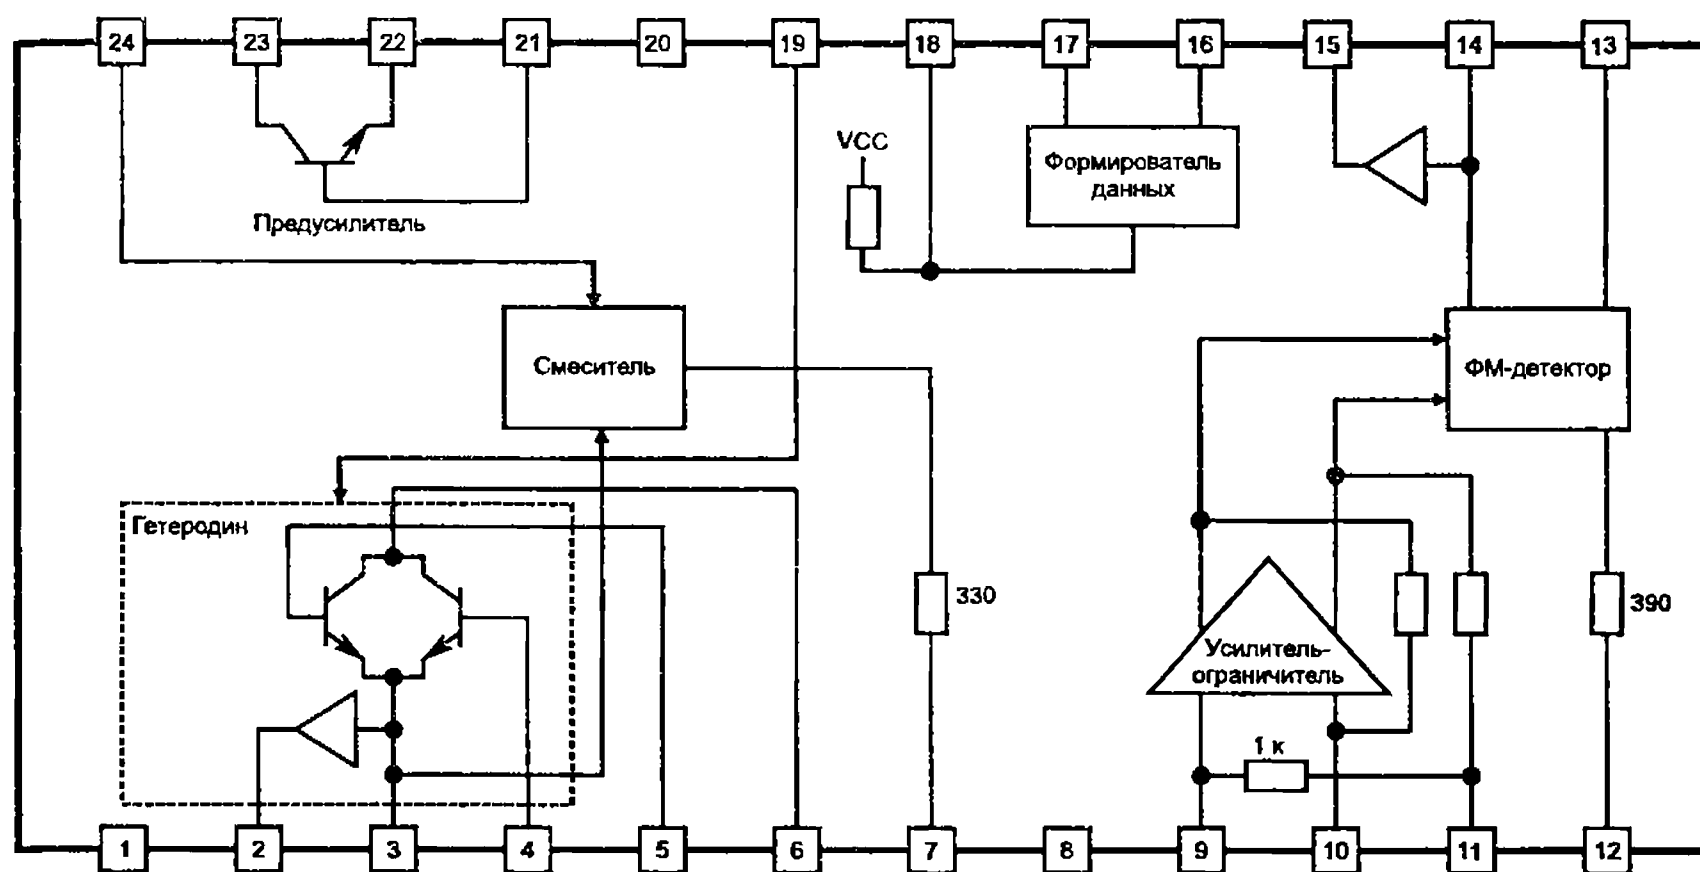 24 23 22 21 20 19 18 17 16 15 14 13
VCC
Формирователь
данных
Предусилитель
Смеситель
ФМ-детектор
Гетеродин
330
390
Усилитель-
ограничитель
1 к
1 2 3 4 5 6 7 8 9 10 11 12